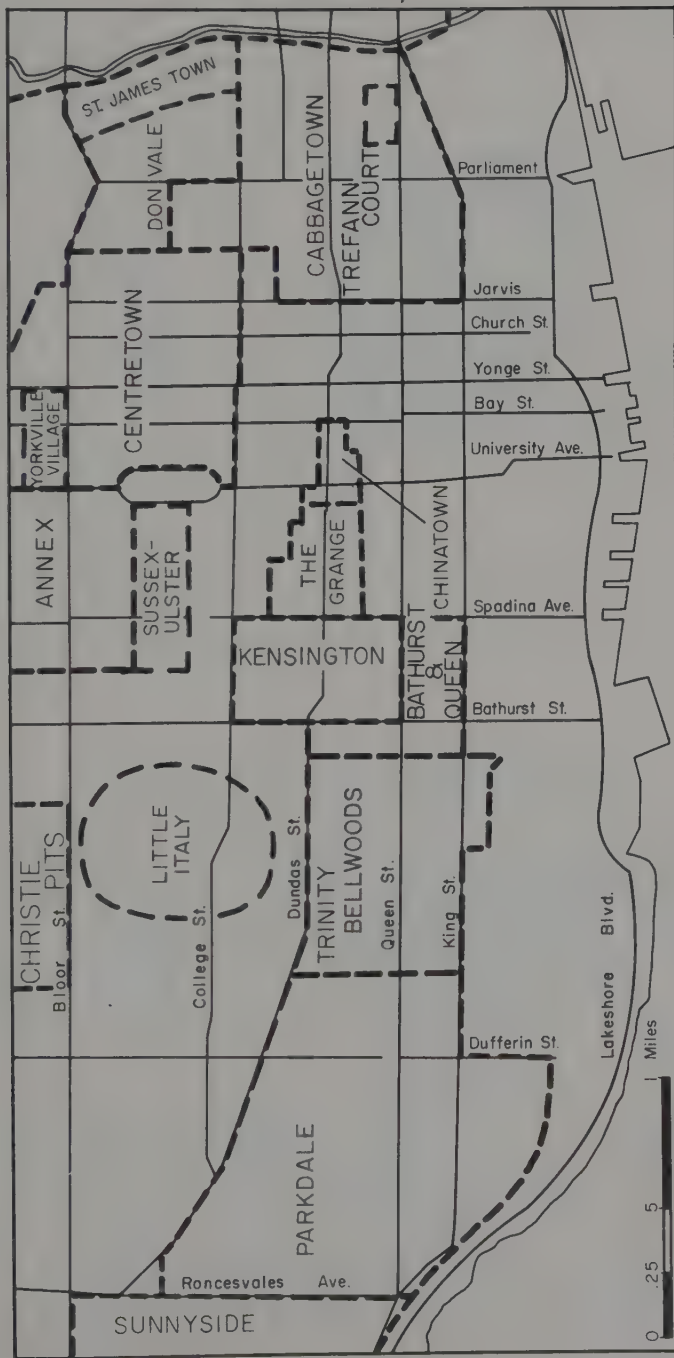 ST. JAMES TOWN
DON VALE
CABBAGETOWN
TREFANN
COURT
Parliament
Jarvis
Church St.
Yonge St.
Bay St.
University Ave.
CENTRETOWN
YORKVILLE
VILLAGE
ANNEX
SUSSEX-
ULSTER
THE
GRANGE
CHINATOWN
Spadina Ave.
KENSINGTON
BATHURST
&
QUEEN
Bathurst St.
CHRISTIE
PITS
Bloor St.
LITTLE
ITALY
College St.
Dundas St.
TRINITY
BELLWOODS
Queen St.
King St.
Dufferin St.
Lakeshore Blvd.
PARKDALE
Roncesvales Ave.
SUNNYSIDE
0 .25 .5 1
Miles